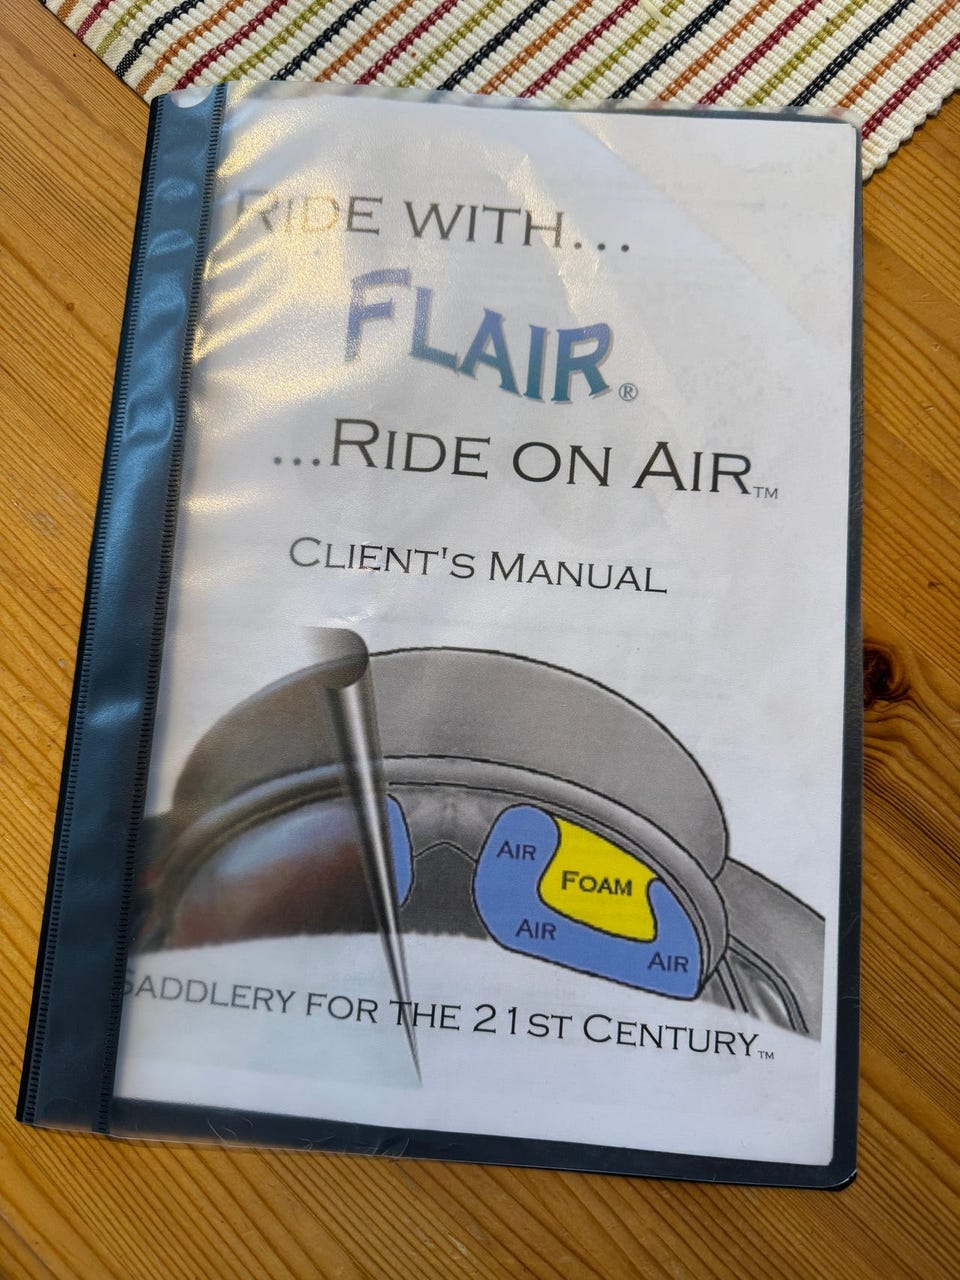 RIDE WITH...
FLAIR®
...RIDE ON AIR™
CLIENT'S MANUAL
AIR
FOAM
AIR
AIR
SADDLERY FOR THE 21ST CENTURY™